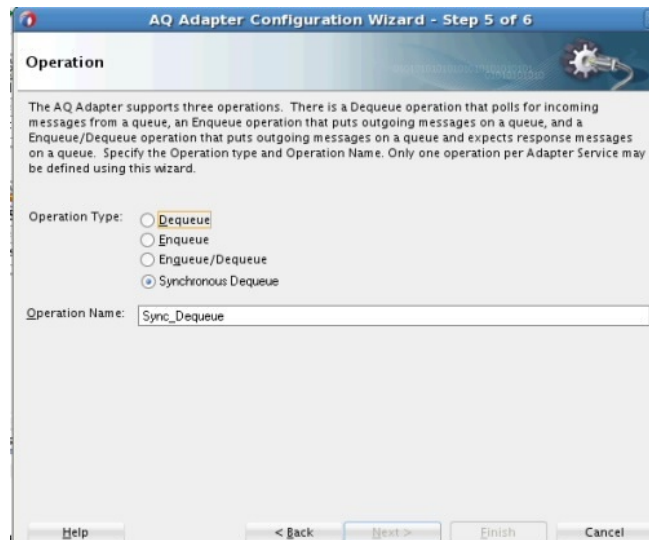 AQ Adapter Configuration Wizard - Step 5 of 6
Operation
The AQ Adapter supports three operations. There is a Dequeue operation that polls for incoming
messages from a queue, an Enqueue operation that puts outgoing messages on a queue, and a
Enqueue/Dequeue operation that puts outgoing messages on a queue and expects response messages
on a queue. Specify the Operation type and Operation Name. Only one operation per Adapter Service may
be defined using this wizard.
Operation Type:
Dequeue
Enqueue
Enqueue/Dequeue
Synchronous Dequeue
Operation Name: Sync_Dequeue
Help < Back Next > Finish Cancel